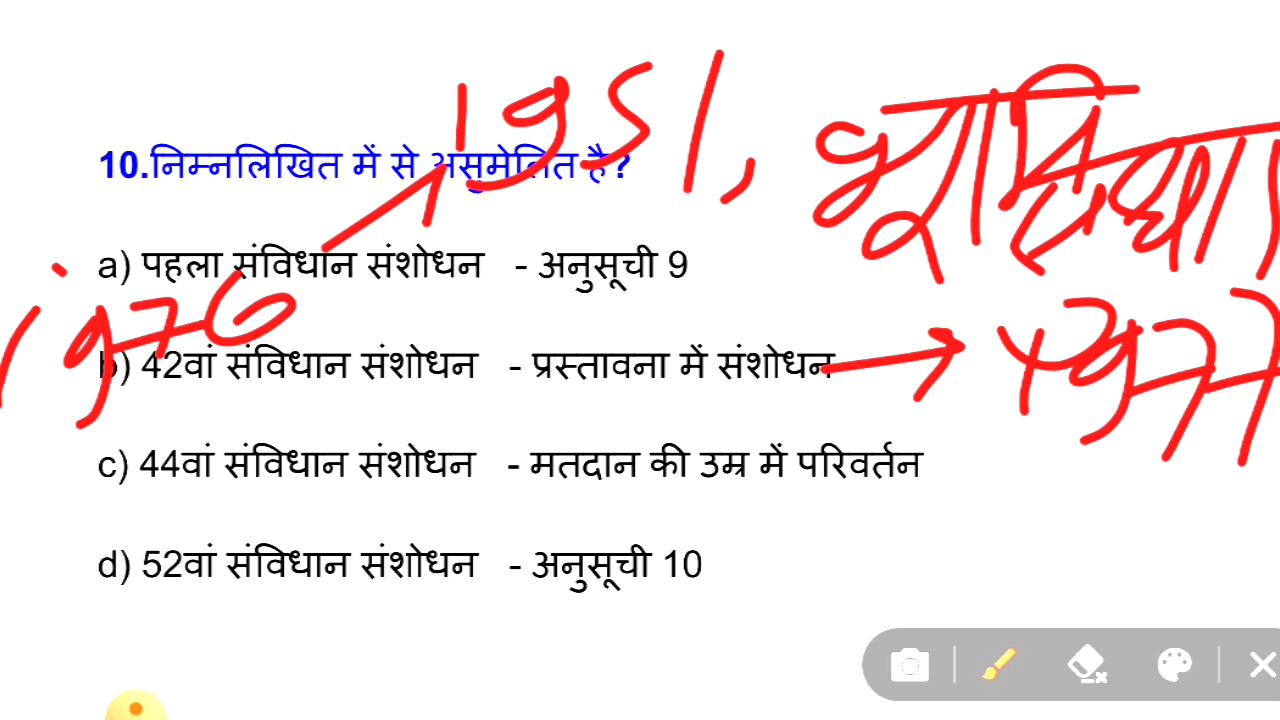 1951, भूमि सुधार
10.निम्नलिखित में से असुमेलित है?
a) पहला संविधान संशोधन - अनुसूची 9
1976
b) 42वां संविधान संशोधन - प्रस्तावना में संशोधन
1977
c) 44वां संविधान संशोधन - मतदान की उम्र में परिवर्तन
d) 52वां संविधान संशोधन - अनुसूची 10